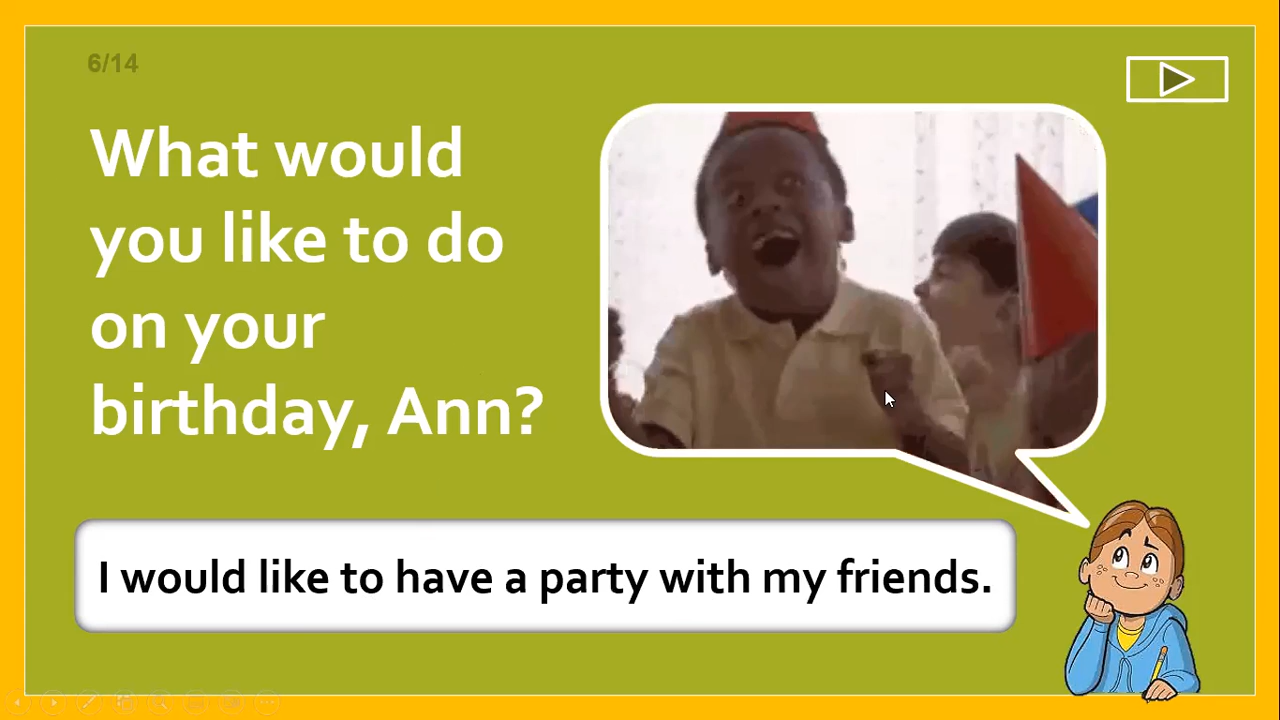 6/14
What would
you like to do
on your
birthday, Ann?
I would like to have a party with my friends.